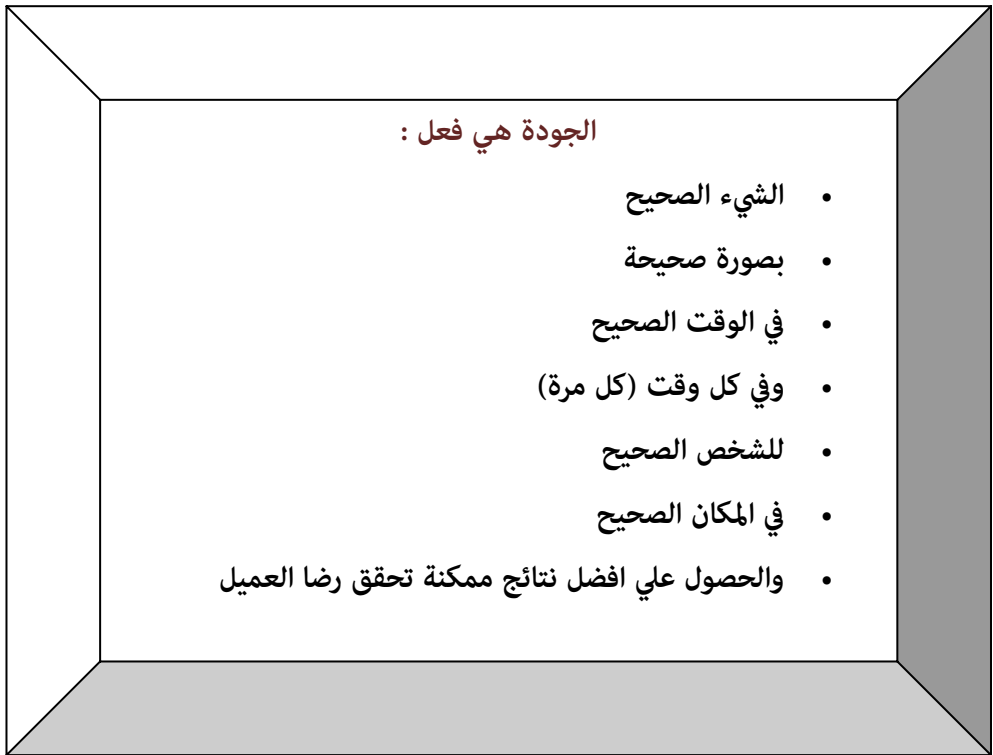 الجودة هي فعل :
• الشيء الصحيح
• بصورة صحيحة
• في الوقت الصحيح
• وفي كل وقت (كل مرة)
• للشخص الصحيح
• في المكان الصحيح
• والحصول علي افضل نتائج ممكنة تحقق رضا العميل